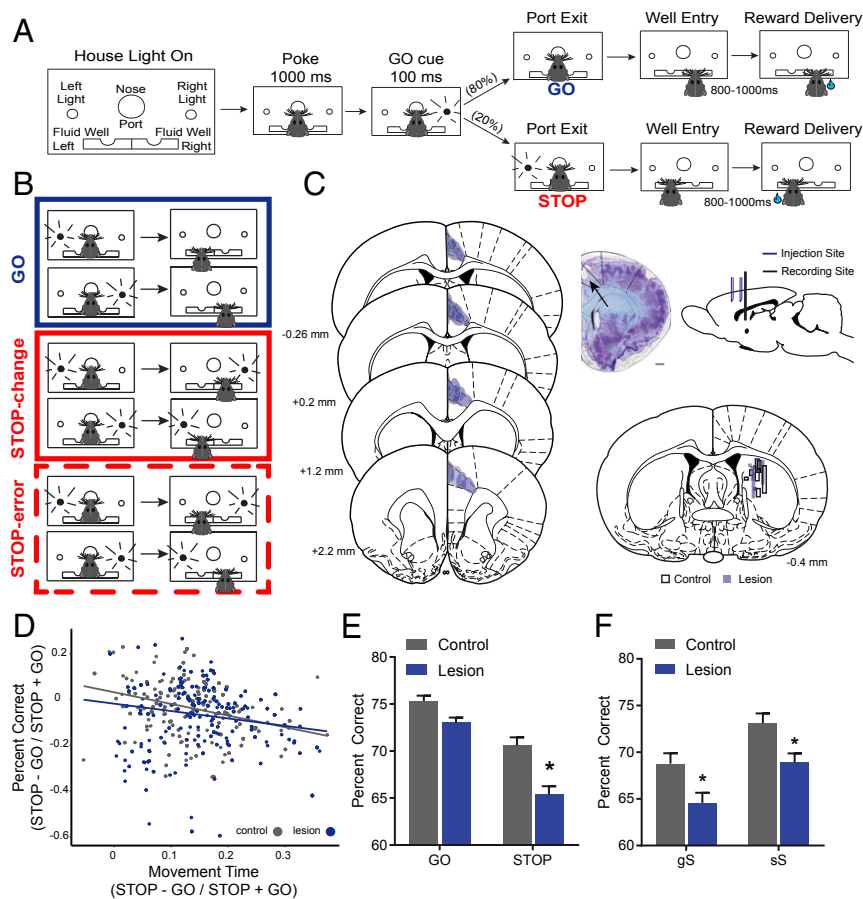 A
House Light On
Left
Light
Nose
Port
Right
Light
Fluid Well
Left
Fluid Well
Right
Poke
1000 ms
GO cue
100 ms
(80%)
(20%)
Port Exit
Well Entry
Reward Delivery
GO
800-1000ms
Port Exit
Well Entry
Reward Delivery
STOP
800-1000ms
B
GO
STOP-change
STOP-error
C
-0.26 mm
+0.2 mm
+1.2 mm
+2.2 mm
Injection Site
Recording Site
-0.4 mm
Control
Lesion
D
Percent Correct
(STOP - GO / STOP + GO)
0.2
0
-0.2
-0.4
-0.6
control
lesion
0
0.1
0.2
0.3
Movement Time
(STOP - GO / STOP + GO)
E
Control
Lesion
Percent Correct
80
75
70
65
60
*
GO
STOP
F
Control
Lesion
Percent Correct
80
75
70
65
60
*
*
gS
sS